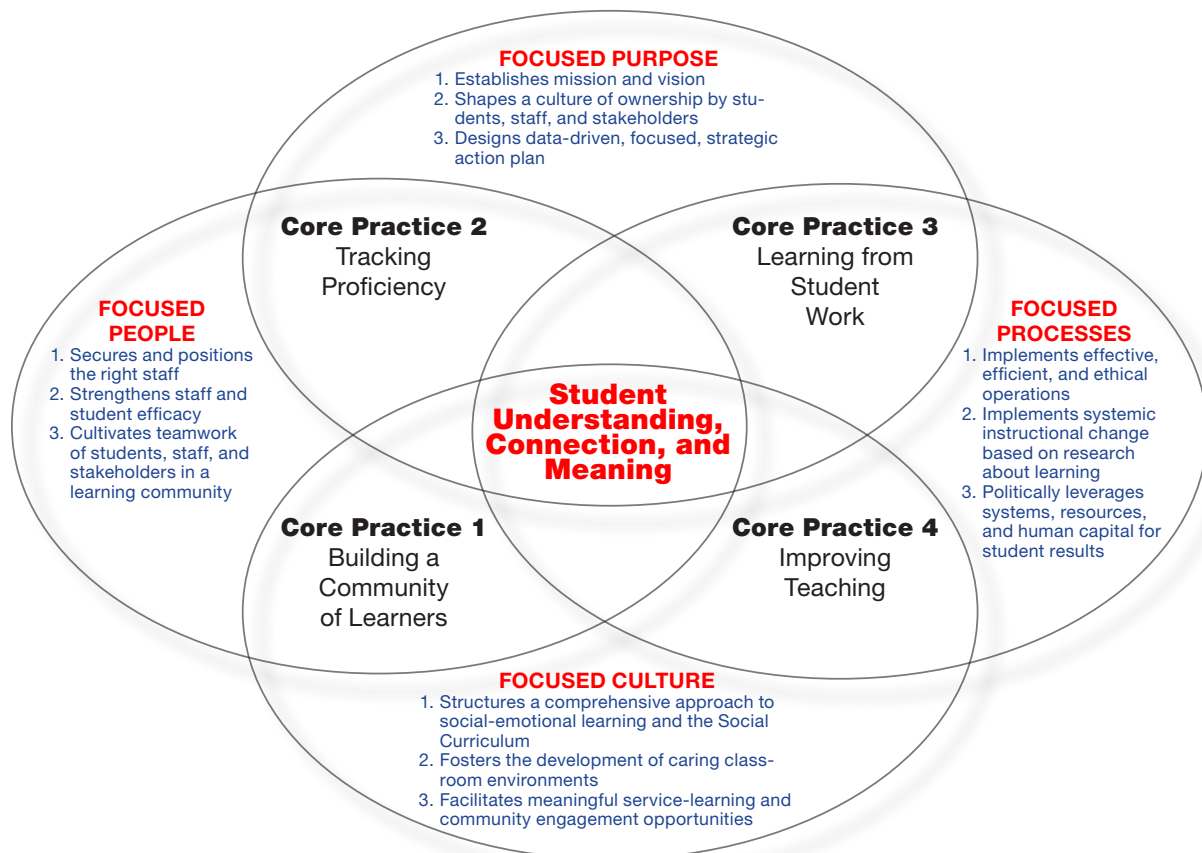 FOCUSED PURPOSE
1. Establishes mission and vision
2. Shapes a culture of ownership by stu-
dents, staff, and stakeholders
3. Designs data-driven, focused, strategic
action plan
Core Practice 2
Tracking
Proficiency
Core Practice 3
Learning from
Student
Work
FOCUSED
PEOPLE
1. Secures and positions
the right staff
2. Strengthens staff and
student efficacy
3. Cultivates teamwork
of students, staff, and
stakeholders in a
learning community
FOCUSED
PROCESSES
1. Implements effective,
efficient, and ethical
operations
2. Implements systemic
instructional change
based on research
about learning
3. Politically leverages
systems, resources,
and human capital for
student results
Student
Understanding,
Connection, and
Meaning
Core Practice 1
Building a
Community
of Learners
Core Practice 4
Improving
Teaching
FOCUSED CULTURE
1. Structures a comprehensive approach to
social-emotional learning and the Social
Curriculum
2. Fosters the development of caring class-
room environments
3. Facilitates meaningful service-learning and
community engagement opportunities